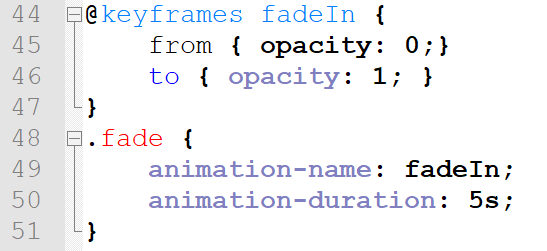 44 @keyframes fadeIn {
45     from { opacity: 0;}
46     to { opacity: 1; }
47 }
48 .fade {
49     animation-name: fadeIn;
50     animation-duration: 5s;
51 }